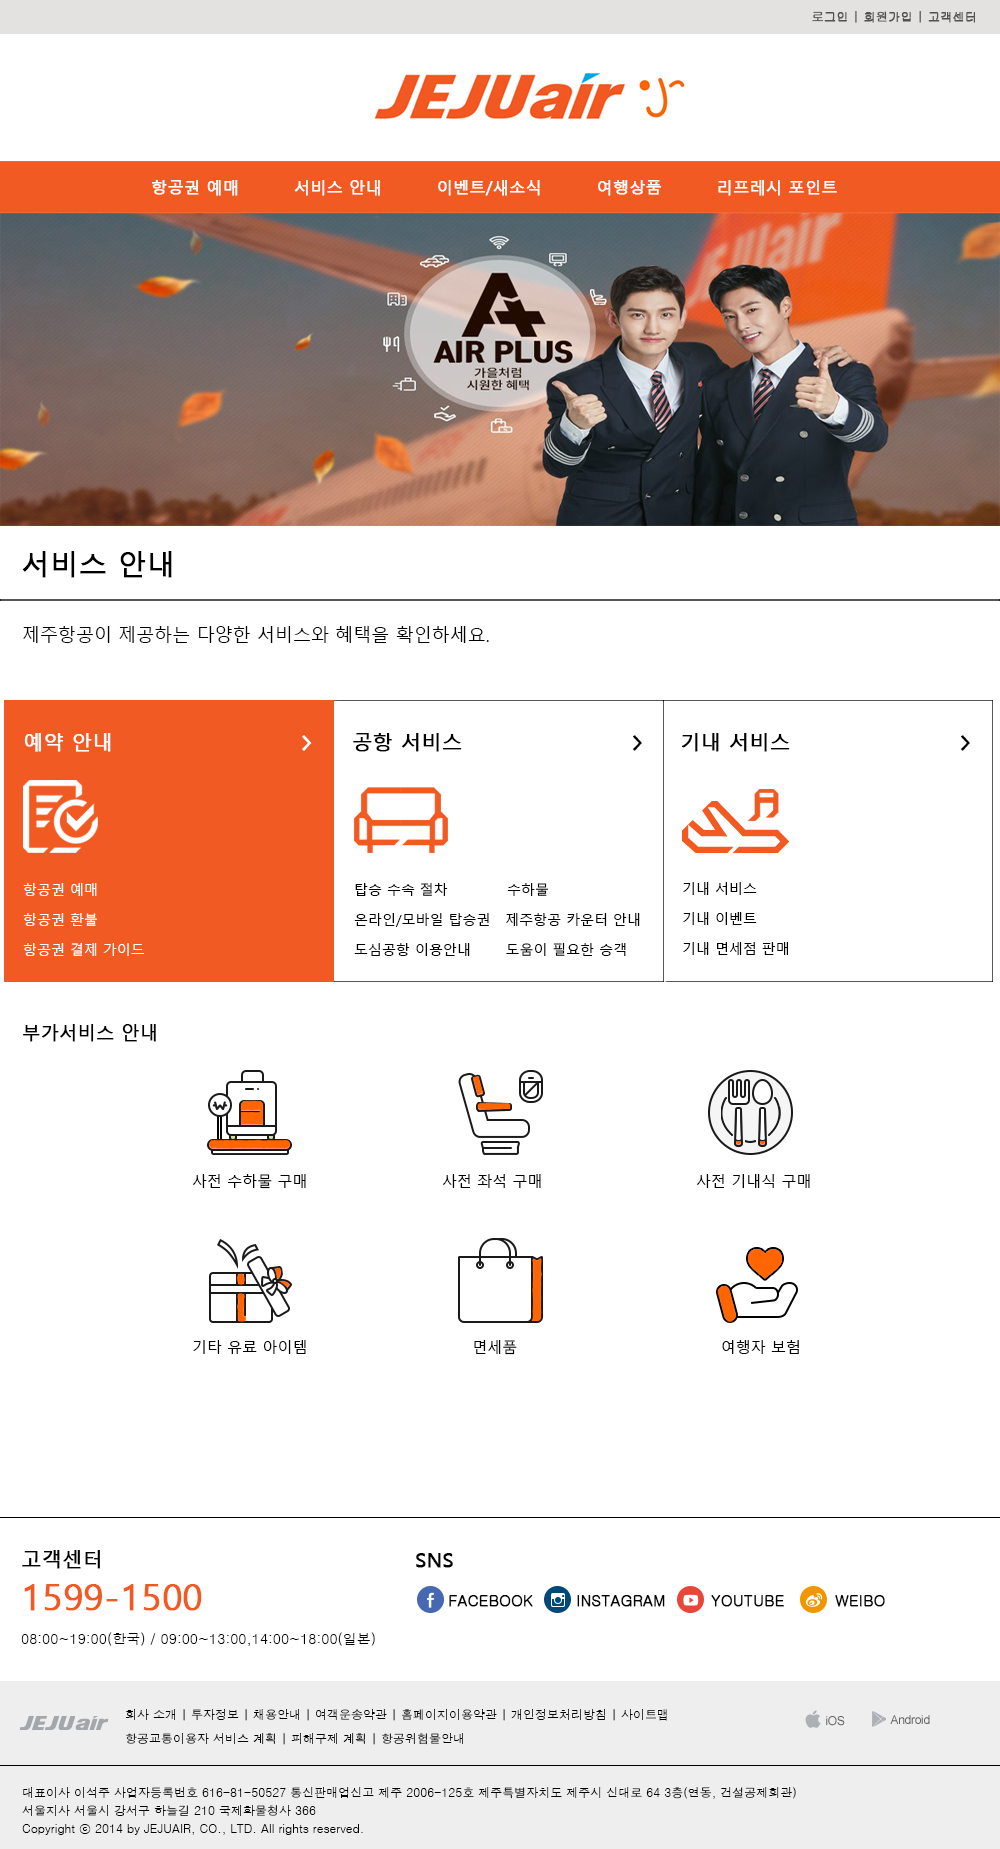 로그인 | 회원가입 | 고객센터
JEJUair
항공권 예매 서비스 안내 이벤트/새소식 여행상품 리프레시 포인트
JEJUair
A+
AIR PLUS
가을처럼
시원한 혜택
서비스 안내
제주항공이 제공하는 다양한 서비스와 혜택을 확인하세요.
예약 안내
항공권 예매
항공권 환불
항공권 결제 가이드
공항 서비스
탑승 수속 절차 수하물
온라인/모바일 탑승권 제주항공 카운터 안내
도심공항 이용안내 도움이 필요한 승객
기내 서비스
기내 서비스
기내 이벤트
기내 면세점 판매
부가서비스 안내
사전 수하물 구매 사전 좌석 구매 사전 기내식 구매
기타 유료 아이템 면세품 여행자 보험
고객센터
1599-1500
08:00~19:00(한국) / 09:00~13:00,14:00~18:00(일본)
SNS
FACEBOOK INSTAGRAM YOUTUBE WEIBO
JEJUair
회사 소개 | 투자정보 | 채용안내 | 여객운송약관 | 홈페이지이용약관 | 개인정보처리방침 | 사이트맵
항공교통이용자 서비스 계획 | 피해구제 계획 | 항공위험물안내
iOS Android
대표이사 이석주 사업자등록번호 616-81-50527 통신판매업신고 제주 2006-125호 제주특별자치도 제주시 신대로 64 3층(연동, 건설공제회관)
서울지사 서울시 강서구 하늘길 210 국제화물청사 366
Copyright ⓒ 2014 by JEJUAIR, CO., LTD. All rights reserved.